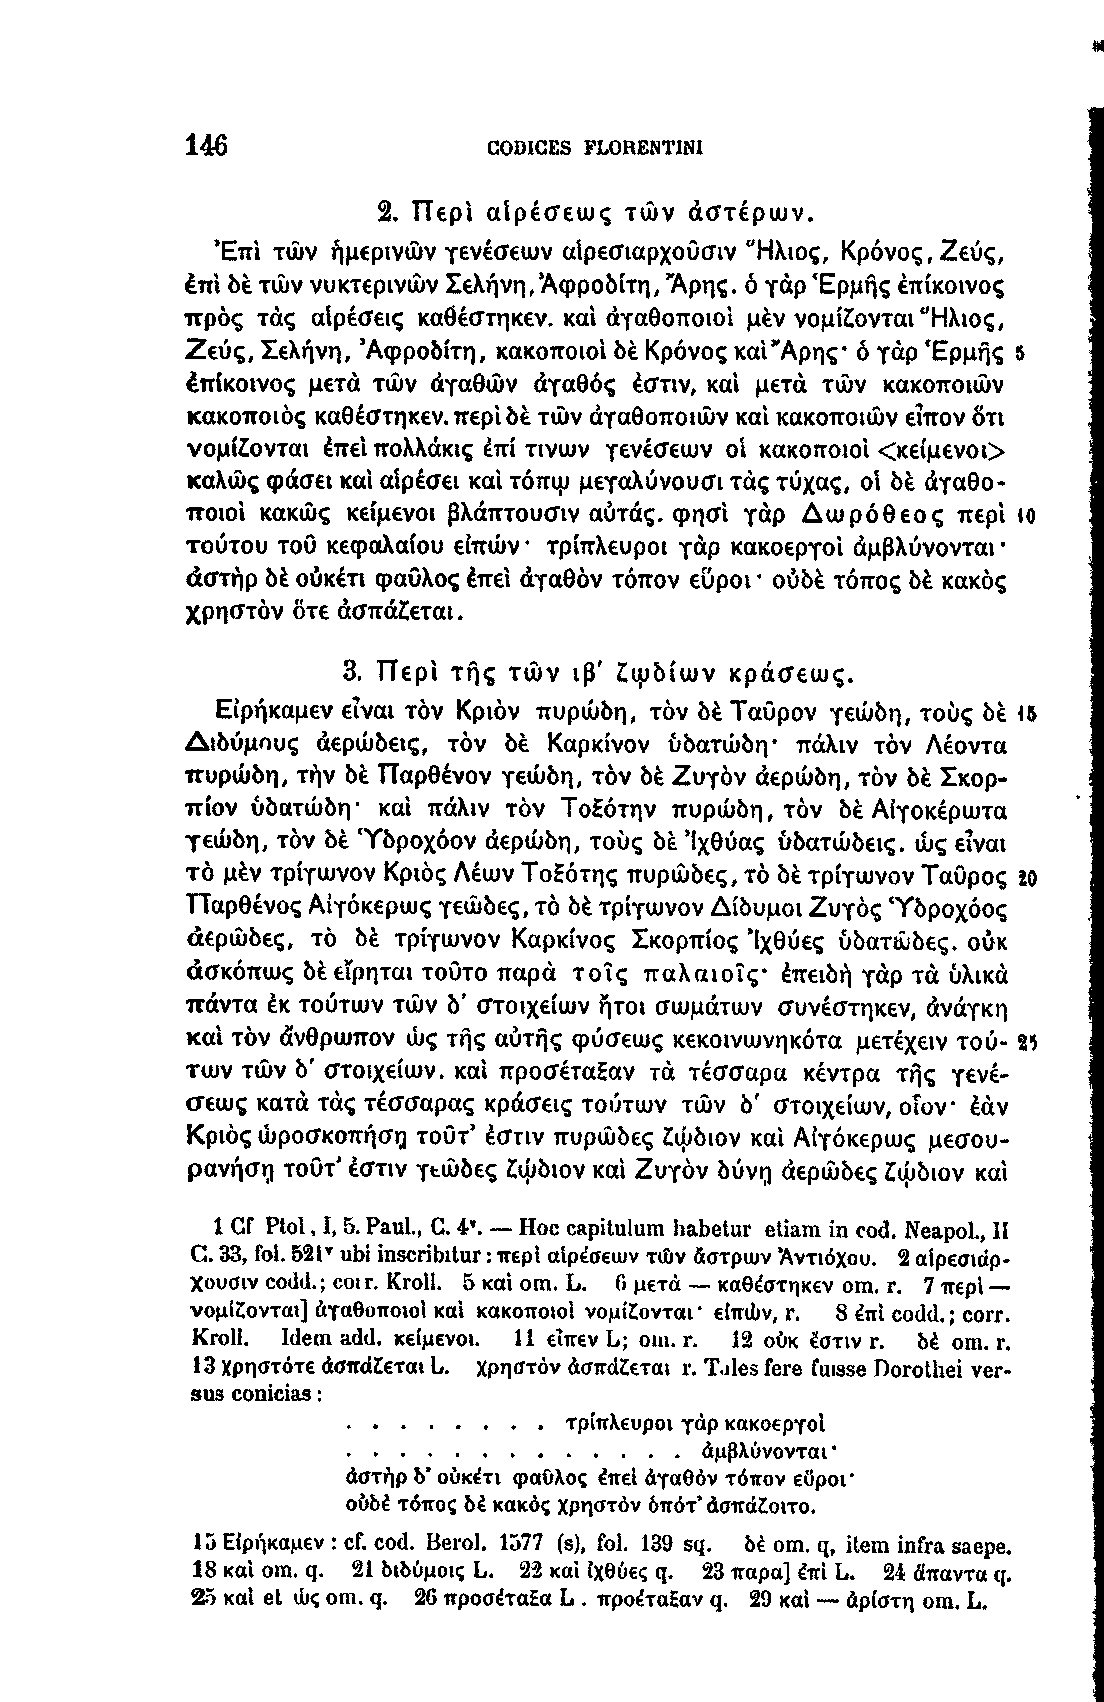 146 CODICES FLORENTINI
2. Περὶ αἱρέσεως τῶν ἀστέρων.
Ἐπὶ τῶν ἡμερινῶν γενέσεων αἱρεσιαρχοῦσιν Ἥλιος, Κρόνος, Ζεύς,
ἐπὶ δὲ τῶν νυκτερινῶν Σελήνη, Ἀφροδίτη, Ἄρης. ὁ γὰρ Ἑρμῆς ἐπίκοινος
πρὸς τὰς αἱρέσεις καθέστηκεν. καὶ ἀγαθοποιοὶ μὲν νομίζονται Ἥλιος,
Ζεύς, Σελήνη, Ἀφροδίτη, κακοποιοὶ δὲ Κρόνος καὶ Ἄρης· ὁ γὰρ Ἑρμῆς 5
ἐπίκοινος μετὰ τῶν ἀγαθῶν ἀγαθός ἐστιν, καὶ μετὰ τῶν κακοποιῶν
κακοποιὸς καθέστηκεν. περὶ δὲ τῶν ἀγαθοποιῶν καὶ κακοποιῶν εἶπον ὅτι
νομίζονται ἐπεὶ πολλάκις ἐπί τινων γενέσεων οἱ κακοποιοὶ <κείμενοι>
καλῶς φάσει καὶ αἱρέσει καὶ τόπῳ μεγαλύνουσι τὰς τύχας, οἱ δὲ ἀγαθο-
ποιοὶ κακῶς κείμενοι βλάπτουσιν αὐτάς. φησὶ γὰρ Δωρόθεος περὶ 10
τούτου τοῦ κεφαλαίου εἰπών· τρίπλευροι γὰρ κακοεργοὶ ἀμβλύνονται·
ἀστὴρ δὲ οὐκέτι φαῦλος ἐπεὶ ἀγαθὸν τόπον εὕροι· οὐδὲ τόπος δὲ κακὸς
χρηστὸν ὅτε ἀσπάζεται.
3. Περὶ τῆς τῶν ιβ′ ζῳδίων κράσεως.
Εἰρήκαμεν εἶναι τὸν Κριὸν πυρώδη, τὸν δὲ Ταῦρον γεώδη, τοὺς δὲ 15
Διδύμους ἀερώδεις, τὸν δὲ Καρκίνον ὑδατώδη· πάλιν τὸν Λέοντα
πυρώδη, τὴν δὲ Παρθένον γεώδη, τὸν δὲ Ζυγὸν ἀερώδη, τὸν δὲ Σκορ-
πίον ὑδατώδη· καὶ πάλιν τὸν Τοξότην πυρώδη, τὸν δὲ Αἰγοκέρωτα
γεώδη, τὸν δὲ Ὑδροχόον ἀερώδη, τοὺς δὲ Ἰχθύας ὑδατώδεις. ὡς εἶναι
τὸ μὲν τρίγωνον Κριὸς Λέων Τοξότης πυρῶδες, τὸ δὲ τρίγωνον Ταῦρος 20
Παρθένος Αἰγόκερως γεῶδες, τὸ δὲ τρίγωνον Δίδυμοι Ζυγὸς Ὑδροχόος
ἀερῶδες, τὸ δὲ τρίγωνον Καρκίνος Σκορπίος Ἰχθύες ὑδατῶδες. οὐκ
ἀσκόπως δὲ εἴρηται τοῦτο παρὰ τοῖς παλαιοῖς· ἐπειδὴ γὰρ τὰ ὑλικὰ
πάντα ἐκ τούτων τῶν δ′ στοιχείων ἤτοι σωμάτων συνέστηκεν, ἀνάγκη
καὶ τὸν ἄνθρωπον ὡς τῆς αὐτῆς φύσεως κεκοινωνηκότα μετέχειν τού- 25
των τῶν δ′ στοιχείων. καὶ προσέταξαν τὰ τέσσαρα κέντρα τῆς γενέ-
σεως κατὰ τὰς τέσσαρας κράσεις τούτων τῶν δ′ στοιχείων, οἷον· ἐὰν
Κριὸς ὡροσκοπήσῃ τοῦτ' ἐστιν πυρῶδες ζῴδιον καὶ Αἰγόκερως μεσου-
ρανήσῃ τοῦτ' ἐστιν γεῶδες ζῴδιον καὶ Ζυγὸν δύνῃ ἀερῶδες ζῴδιον καὶ
1 Cf Ptol, I, 5. Paul., C. 4ᵛ. — Hoc capitulum habetur etiam in cod. Neapol., II
C. 33, fol. 521ᵛ ubi inscribitur : περὶ αἱρέσεων τῶν ἄστρων Ἀντιόχου. 2 αἱρεσιάρ-
χουσιν codd.; corr. Kroll. 5 καὶ om. L. 6 μετά — καθέστηκεν om. r. 7 περὶ —
νομίζονται] ἀγαθοποιοὶ καὶ κακοποιοὶ νομίζονται· εἰπὼν, r. 8 ἐπὶ codd.; corr.
Kroll. Idem add. κείμενοι. 11 εἶπεν L; om. r. 12 οὐκ ἔστιν r. δὲ om. r.
13 χρηστότε ἀσπάζεται L. χρηστὸν ἀσπάζεται r. Tales fere fuisse Dorothei ver-
sus conicias :
. . . . . . . . τρίπλευροι γὰρ κακοεργοὶ
. . . . . . . . . . . . . ἀμβλύνονται·
ἀστὴρ δ' οὐκέτι φαῦλος ἐπεὶ ἀγαθὸν τόπον εὕροι·
οὐδὲ τόπος δὲ κακὸς χρηστὸν ὁπότ' ἀσπάζοιτο.
15 Εἰρήκαμεν : cf. cod. Berol. 1577 (s), fol. 139 sq. δὲ om. q, item infra saepe.
18 καὶ om. q. 21 διδύμοις L. 22 καὶ ἰχθύες q. 23 παρα] ἐπὶ L. 24 ἅπαντα q.
25 καὶ et ὡς om. q. 26 προσέταξα L . προέταξαν q. 29 καὶ — ἀρίστη om. L.